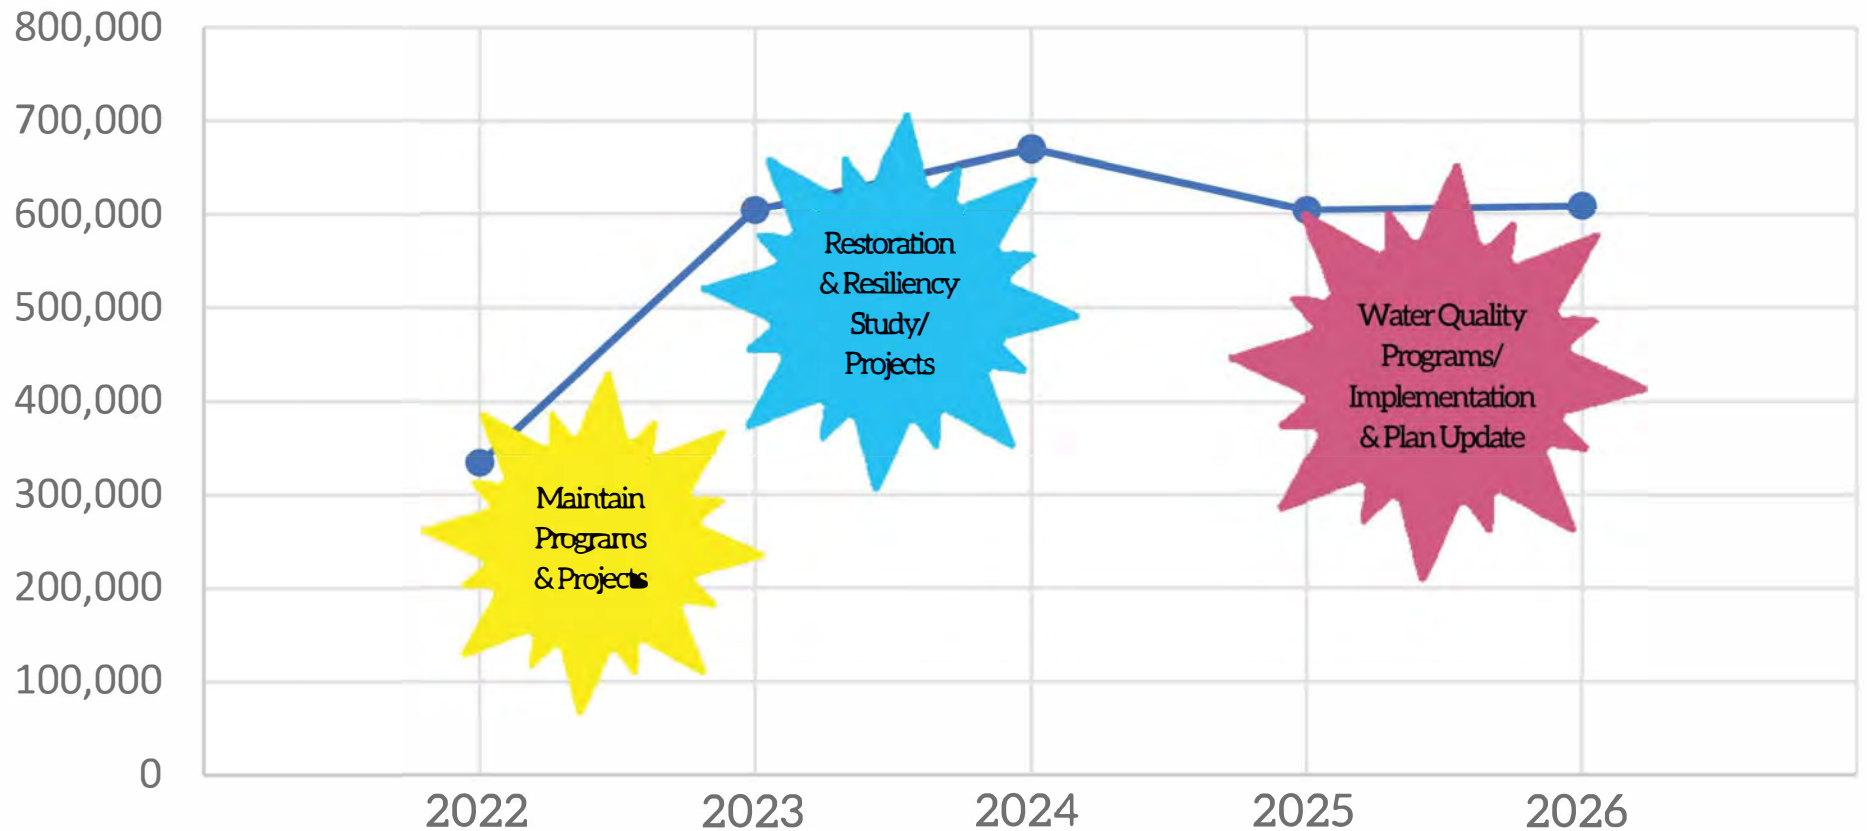 800,000
700,000
600,000
500,000
400,000
300,000
200,000
100,000
0
Maintain
Programs
& Projects
Restoration
& Resiliency
Study/
Projects
Water Quality
Programs/
Implementation
& Plan Update
2022
2023
2024
2025
2026